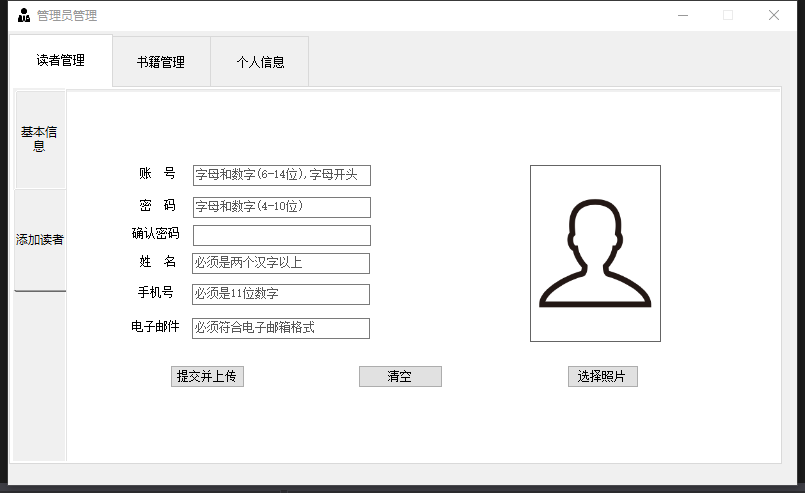 管理员管理
读者管理
书籍管理
个人信息
基本信
息
添加读者
账 号
字母和数字(6-14位),字母开头
密 码
字母和数字(4-10位)
确认密码
姓 名
必须是两个汉字以上
手机号
必须是11位数字
电子邮件
必须符合电子邮箱格式
提交并上传
清空
选择照片